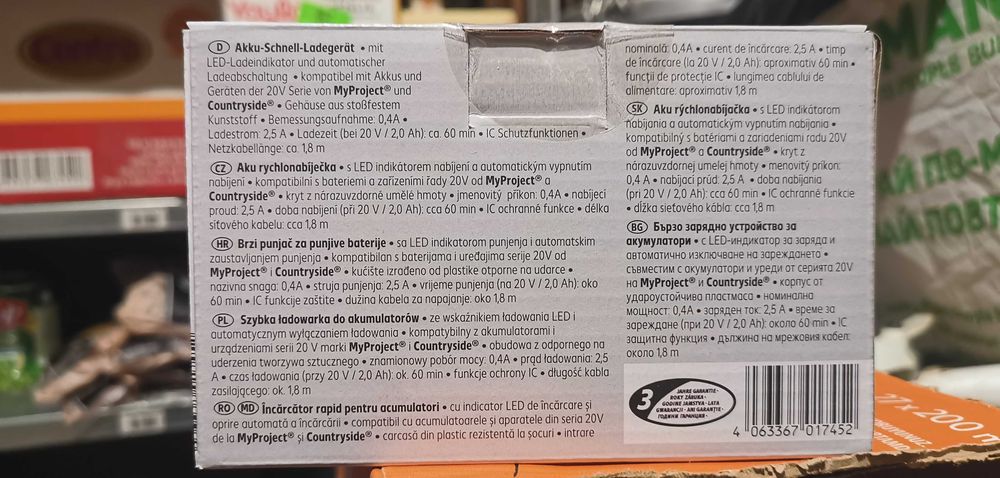 D Akku-Schnell-Ladegerät • mit
LED-Ladeindikator und automatischer
Ladeabschaltung • kompatibel mit Akkus und
Geräten der 20V Serie von MyProject® und
Countryside® • Gehäuse aus stoßfestem
Kunststoff • Bemessungsaufnahme: 0,4A •
Ladestrom: 2,5 A • Ladezeit (bei 20 V / 2,0 Ah): ca. 60 min • IC Schutzfunktionen •
Netzkabellänge: ca. 1,8 m
CZ Aku rychlonabíječka • s LED indikátorem nabíjení a automatickým vypnutím
nabíjení • kompatibilní s bateriemi a zařízeními řady 20V od MyProject® a
Countryside® • kryt z nárazuvzdorné umělé hmoty • jmenovitý příkon: 0,4A • nabíjecí
proud: 2,5 A • doba nabíjení (při 20 V / 2,0 Ah): cca 60 min • IC ochranné funkce • délka
síťového kabelu: cca 1,8 m
HR Brzi punjač za punjive baterije • sa LED indikatorom punjenja i automatskim
zaustavljanjem punjenja • kompatibilan s baterijama i uređajima serije 20V od
MyProject® i Countryside® • kućište izrađeno od plastike otporne na udarce •
nazivna snaga: 0,4A • struja punjenja: 2,5 A • vrijeme punjenja (na 20 V / 2,0 Ah): oko
60 min • IC funkcije zaštite • dužina kabela za napajanje: oko 1,8 m
PL Szybka ładowarka do akumulatorów • ze wskaźnikiem ładowania LED i
automatycznym wyłączaniem ładowania • kompatybilny z akumulatorami i
urządzeniami serii 20 V marki MyProject® i Countryside® • obudowa z odpornego na
uderzenia tworzywa sztucznego • znamionowy pobór mocy: 0,4A • prąd ładowania: 2,5
A • czas ładowania (przy 20 V / 2,0 Ah): ok. 60 min • funkcje ochrony IC • długość kabla
zasilającego: ok. 1,8 m
RO MD Încărcător rapid pentru acumulatori • cu indicator LED de încărcare și
oprire automată a încărcării • compatibil cu acumulatoarele și aparatele din seria 20V
de la MyProject® și Countryside® • carcasă din plastic rezistentă la șocuri • intrare
nominală: 0,4A • curent de încărcare: 2,5 A • timp
de încărcare (la 20 V / 2,0 Ah): aproximativ 60 min •
funcții de protecție IC • lungimea cablului de
alimentare: aproximativ 1,8 m
SK Aku rýchlonabíjačka • s LED indikátorom
nabíjania a automatickým vypnutím nabíjania •
kompatibilný s batériami a zariadeniami radu 20V
od MyProject® a Countryside® • kryt z
nárazuvzdornej umelej hmoty • menovitý príkon:
0,4 A • nabíjací prúd: 2,5 A • doba nabíjania
(pri 20 V / 2,0 Ah): cca 60 min • IC ochranné funkcie
• dĺžka sieťového kábla: cca 1,8 m
BG Бързо зарядно устройство за
акумулатори • с LED-индикатор за заряда и
автоматично изключване на зареждането •
съвместим с акумулатори и уреди от серията 20V
на MyProject® и Countryside® • корпус от
удароустойчива пластмаса • номинална
мощност: 0,4A • заряден ток: 2,5 A • време за
зареждане (при 20 V / 2,0 Ah): около 60 min • IC
защитна функция • дължина на мрежовия кабел:
около 1,8 m
3 JAHRE GARANTIE •
ROKY ZÁRUKA •
GODINE JAMSTVA • LATA
GWARANCJI • ANI GARANȚIE •
ГОДИНИ ГАРАНЦИЯ •
4 063367 017452
27 x 200 m